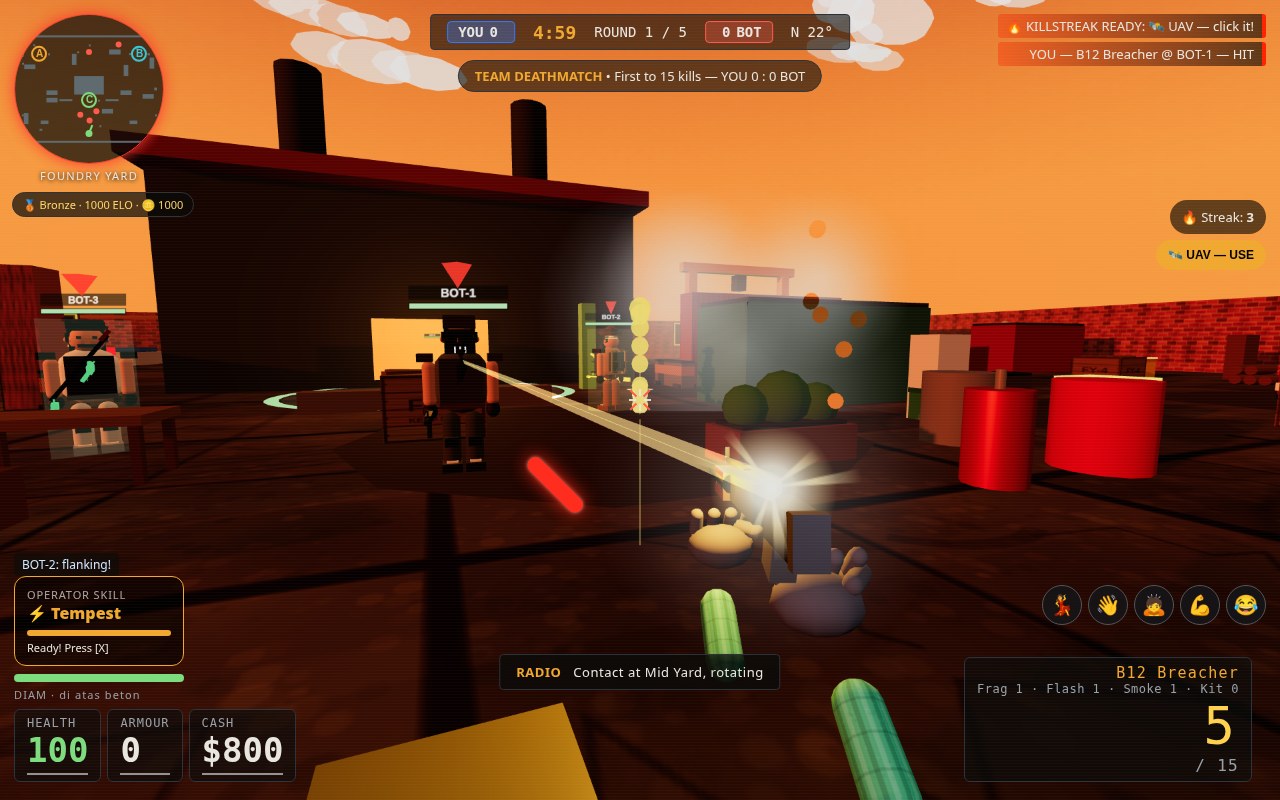 YOU 0
4:59
ROUND 1 / 5
0 BOT
N 22°
TEAM DEATHMATCH • First to 15 kills — YOU 0 : 0 BOT
🔥 KILLSTREAK READY: 🛰️ UAV — click it!
YOU — B12 Breacher @ BOT-1 — HIT
A
B
C
FOUNDRY YARD
🥉 Bronze · 1000 ELO · 🪙 1000
🔥 Streak: 3
🛰️ UAV — USE
BOT-3
BOT-1
BOT-2
BOT-2: flanking!
OPERATOR SKILL
⚡ Tempest
Ready! Press [X]
DIAM · di atas beton
HEALTH
100
ARMOUR
0
CASH
$800
RADIO Contact at Mid Yard, rotating
B12 Breacher
Frag 1 · Flash 1 · Smoke 1 · Kit 0
5
/ 15